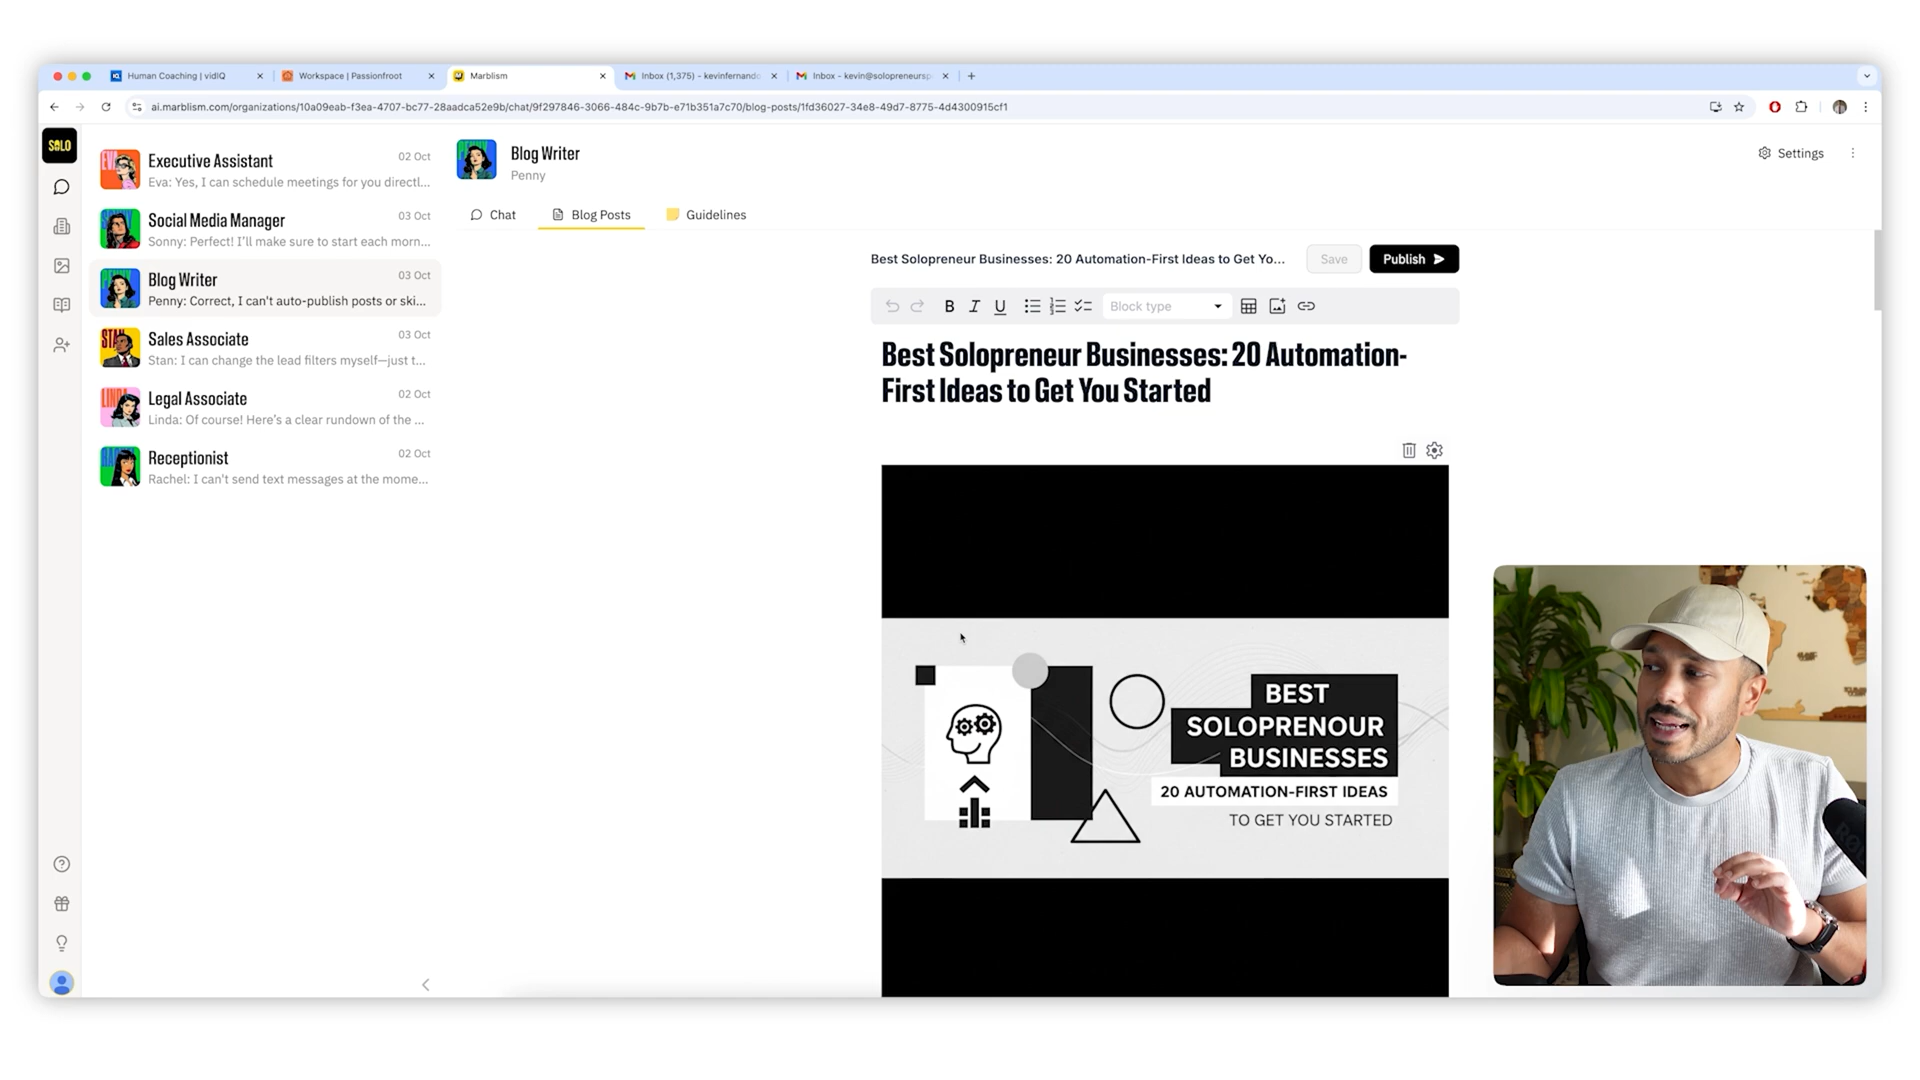 Human Coaching | vidIQ
Workspace | Passionfroot
Marblism
Inbox (1,375) - kevinfernando
Inbox - kevin@solopreneursp
ai.marblism.com/organizations/10a09eab-f3ea-4707-bc77-28aadca52e9b/chat/9f297846-3066-484c-9b7b-e71b351a7c70/blog-posts/1fd36027-34e8-49d7-8775-4d4300915cf1
SOLO
Executive Assistant
02 Oct
Eva: Yes, I can schedule meetings for you directl...
Social Media Manager
03 Oct
Sonny: Perfect! I'll make sure to start each morn...
Blog Writer
03 Oct
Penny: Correct, I can't auto-publish posts or ski...
Sales Associate
03 Oct
Stan: I can change the lead filters myself—just t...
Legal Associate
02 Oct
Linda: Of course! Here's a clear rundown of the ...
Receptionist
02 Oct
Rachel: I can't send text messages at the mome...
Blog Writer
Penny
Settings
Chat
Blog Posts
Guidelines
Best Solopreneur Businesses: 20 Automation-First Ideas to Get Yo...
Save
Publish
B I U
Block type
Best Solopreneur Businesses: 20 Automation-
First Ideas to Get You Started
BEST
SOLOPRENOUR
BUSINESSES
20 AUTOMATION-FIRST IDEAS
TO GET YOU STARTED